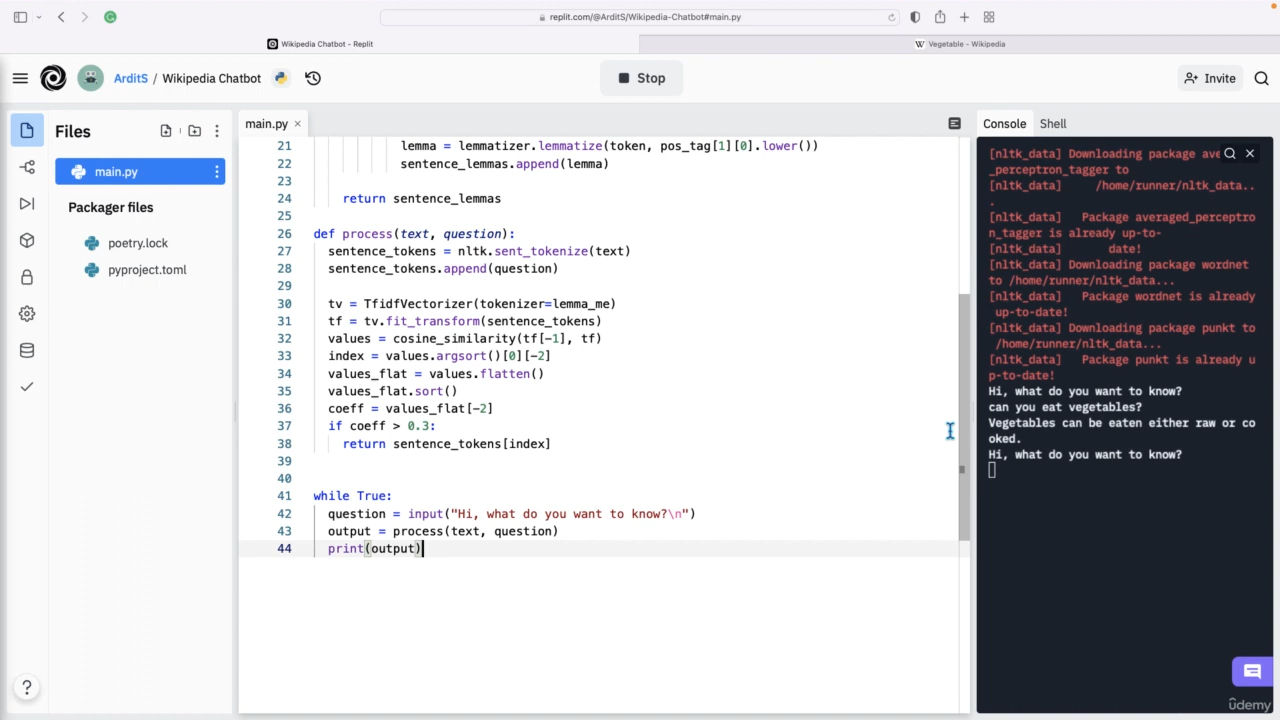 replit.com/@ArditS/Wikipedia-Chatbot#main.py
Wikipedia Chatbot - Replit
W Vegetable - Wikipedia
ArditS / Wikipedia Chatbot
Stop
Invite
Files
main.py
Packager files
poetry.lock
pyproject.toml
main.py ×
21 lemma = lemmatizer.lemmatize(token, pos_tag[1][0].lower())
22 sentence_lemmas.append(lemma)
23
24 return sentence_lemmas
25
26 def process(text, question):
27 sentence_tokens = nltk.sent_tokenize(text)
28 sentence_tokens.append(question)
29
30 tv = TfidfVectorizer(tokenizer=lemma_me)
31 tf = tv.fit_transform(sentence_tokens)
32 values = cosine_similarity(tf[-1], tf)
33 index = values.argsort()[0][-2]
34 values_flat = values.flatten()
35 values_flat.sort()
36 coeff = values_flat[-2]
37 if coeff > 0.3:
38 return sentence_tokens[index]
39
40
41 while True:
42 question = input("Hi, what do you want to know?\n")
43 output = process(text, question)
44 print(output)
Console Shell
[nltk_data] Downloading package ave
_perceptron_tagger to
[nltk_data] /home/runner/nltk_data..
.
[nltk_data] Package averaged_perceptro
n_tagger is already up-to-
[nltk_data] date!
[nltk_data] Downloading package wordnet
to /home/runner/nltk_data...
[nltk_data] Package wordnet is already
up-to-date!
[nltk_data] Downloading package punkt to
/home/runner/nltk_data...
[nltk_data] Package punkt is already u
p-to-date!
Hi, what do you want to know?
can you eat vegetables?
Vegetables can be eaten either raw or co
oked.
Hi, what do you want to know?
?
ûdemy